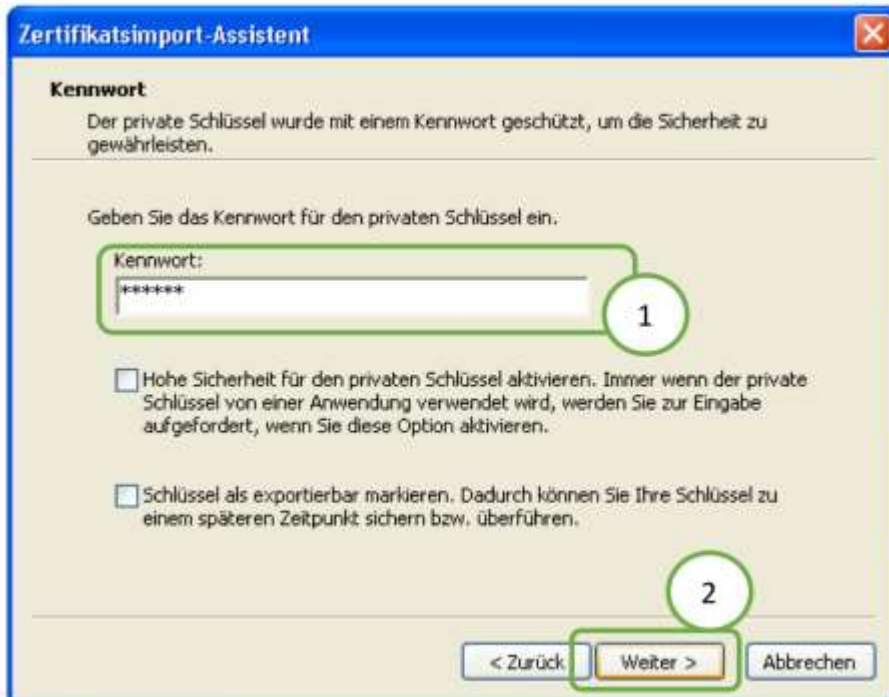 Zertifikatsimport-Assistent
Kennwort
Der private Schlüssel wurde mit einem Kennwort geschützt, um die Sicherheit zu
gewährleisten.
Geben Sie das Kennwort für den privaten Schlüssel ein.
Kennwort:
******
1
Hohe Sicherheit für den privaten Schlüssel aktivieren. Immer wenn der private
Schlüssel von einer Anwendung verwendet wird, werden Sie zur Eingabe
aufgefordert, wenn Sie diese Option aktivieren.
Schlüssel als exportierbar markieren. Dadurch können Sie Ihre Schlüssel zu
einem späteren Zeitpunkt sichern bzw. überführen.
2
< Zurück Weiter > Abbrechen